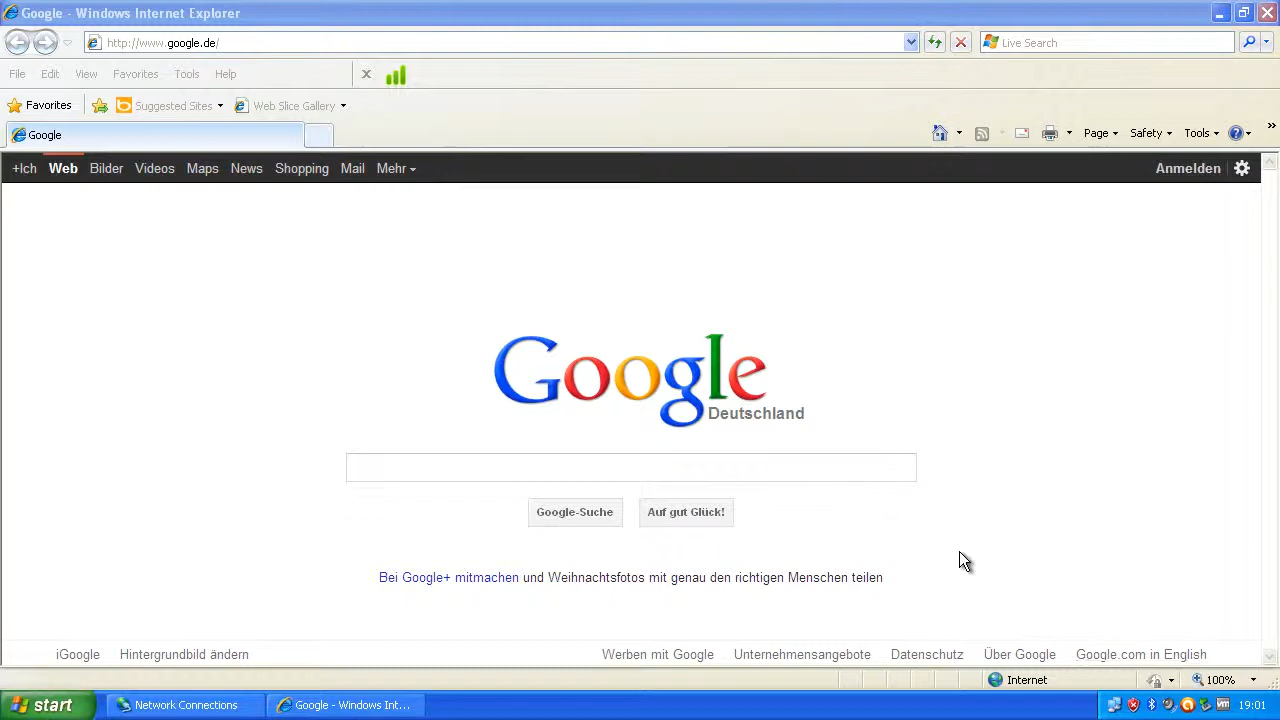 Google - Windows Internet Explorer
http://www.google.de/
Live Search
File Edit View Favorites Tools Help
Favorites Suggested Sites Web Slice Gallery
Google
Page Safety Tools
+Ich Web Bilder Videos Maps News Shopping Mail Mehr Anmelden
Google
Deutschland
Google-Suche Auf gut Glück!
Bei Google+ mitmachen und Weihnachtsfotos mit genau den richtigen Menschen teilen
iGoogle Hintergrundbild ändern Werben mit Google Unternehmensangebote Datenschutz Über Google Google.com in English
Internet 100%
start Network Connections Google - Windows Int... 19:01